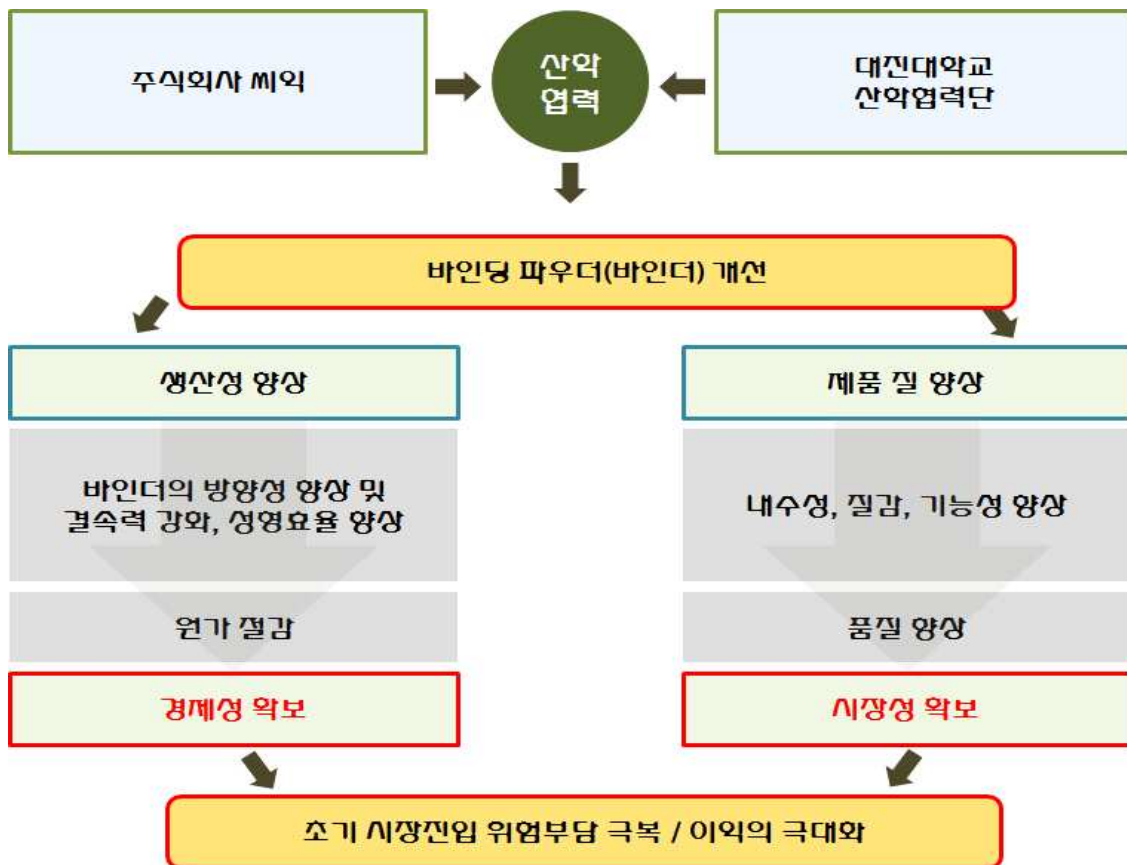 주식회사 씨익
산학
협력
대진대학교
산학협력단
바인딩 파우더(바인더) 개선
생산성 향상
제품 질 향상
바인더의 방향성 향상 및
결속력 강화, 성형효율 향상
내수성, 질감, 기능성 향상
원가 절감
품질 향상
경제성 확보
시장성 확보
초기 시장진입 위험부담 극복 / 이익의 극대화